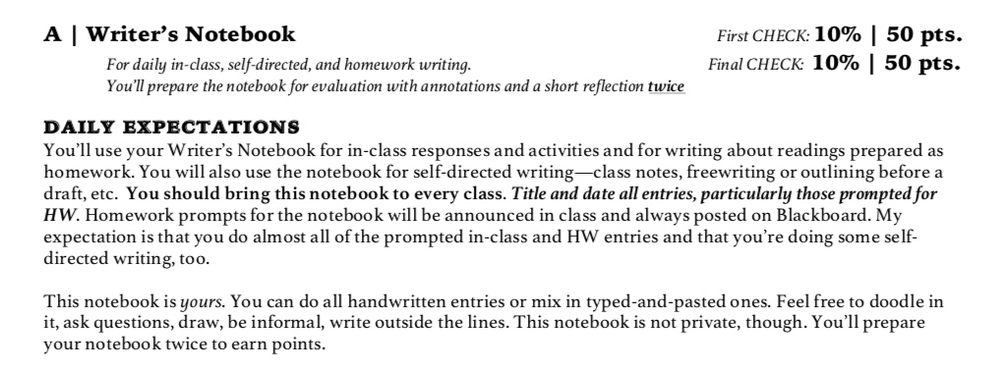 A | Writer's Notebook First CHECK: 10% | 50 pts.
For daily in-class, self-directed, and homework writing. Final CHECK: 10% | 50 pts.
You'll prepare the notebook for evaluation with annotations and a short reflection twice
DAILY EXPECTATIONS
You'll use your Writer's Notebook for in-class responses and activities and for writing about readings prepared as
homework. You will also use the notebook for self-directed writing—class notes, freewriting or outlining before a
draft, etc. You should bring this notebook to every class. Title and date all entries, particularly those prompted for
HW. Homework prompts for the notebook will be announced in class and always posted on Blackboard. My
expectation is that you do almost all of the prompted in-class and HW entries and that you're doing some self-
directed writing, too.
This notebook is yours. You can do all handwritten entries or mix in typed-and-pasted ones. Feel free to doodle in
it, ask questions, draw, be informal, write outside the lines. This notebook is not private, though. You'll prepare
your notebook twice to earn points.